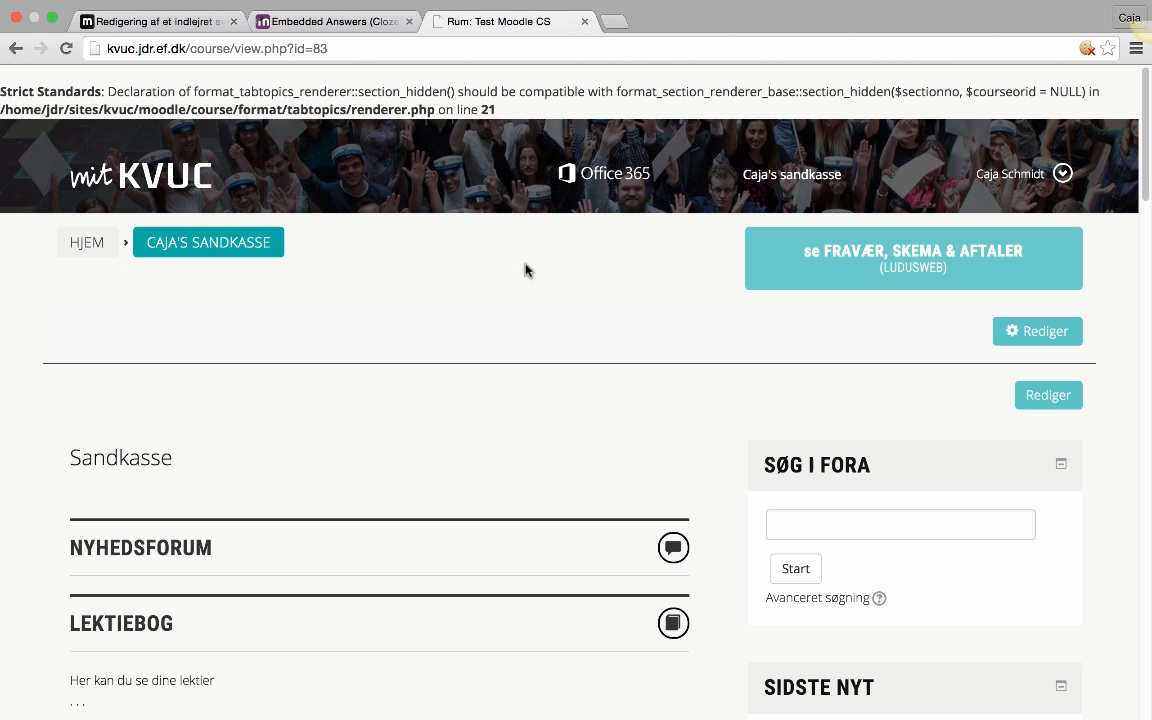 Redigering af et indlejret s
Embedded Answers (Cloze
Rum: Test Moodle CS
Caja
kvuc.jdr.ef.dk/course/view.php?id=83
Strict Standards: Declaration of format_tabtopics_renderer::section_hidden() should be compatible with format_section_renderer_base::section_hidden($sectionno, $courseorid = NULL) in
/home/jdr/sites/kvuc/moodle/course/format/tabtopics/renderer.php on line 21
mit KVUC
Office 365
Caja's sandkasse
Caja Schmidt
HJEM › CAJA'S SANDKASSE
se FRAVÆR, SKEMA & AFTALER
(LUDUSWEB)
Rediger
Rediger
Sandkasse
SØG I FORA
NYHEDSFORUM
Start
Avanceret søgning
LEKTIEBOG
Her kan du se dine lektier
...
SIDSTE NYT